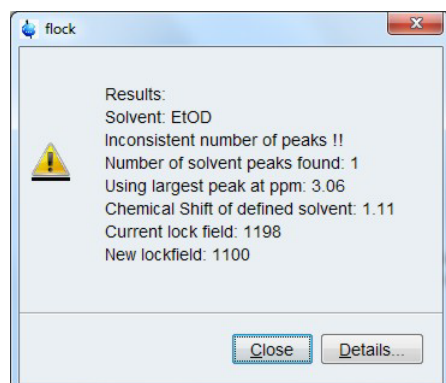 flock
Results:
Solvent: EtOD
Inconsistent number of peaks !!
Number of solvent peaks found: 1
Using largest peak at ppm: 3.06
Chemical Shift of defined solvent: 1.11
Current lock field: 1198
New lockfield: 1100
Close
Details...